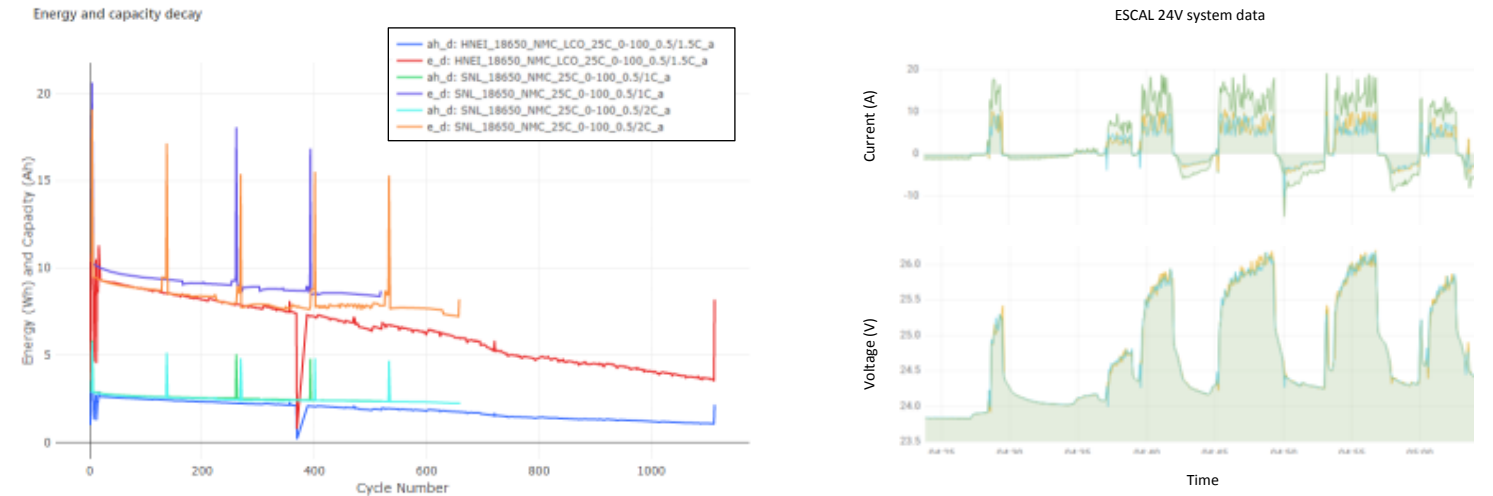 Energy and capacity decay
ah_d: HNEI_18650_NMC_LCO_25C_0-100_0.5/1.5C_a
e_d: HNEI_18650_NMC_LCO_25C_0-100_0.5/1.5C_a
ah_d: SNL_18650_NMC_25C_0-100_0.5/1C_a
e_d: SNL_18650_NMC_25C_0-100_0.5/1C_a
ah_d: SNL_18650_NMC_25C_0-100_0.5/2C_a
e_d: SNL_18650_NMC_25C_0-100_0.5/2C_a
Energy (Wh) and Capacity (Ah)
20
15
10
5
0
0 200 400 600 800 1000
Cycle Number
ESCAL 24V system data
Current (A)
20
10
0
-10
Voltage (V)
26.0
25.5
25.0
24.5
24.0
23.5
Time